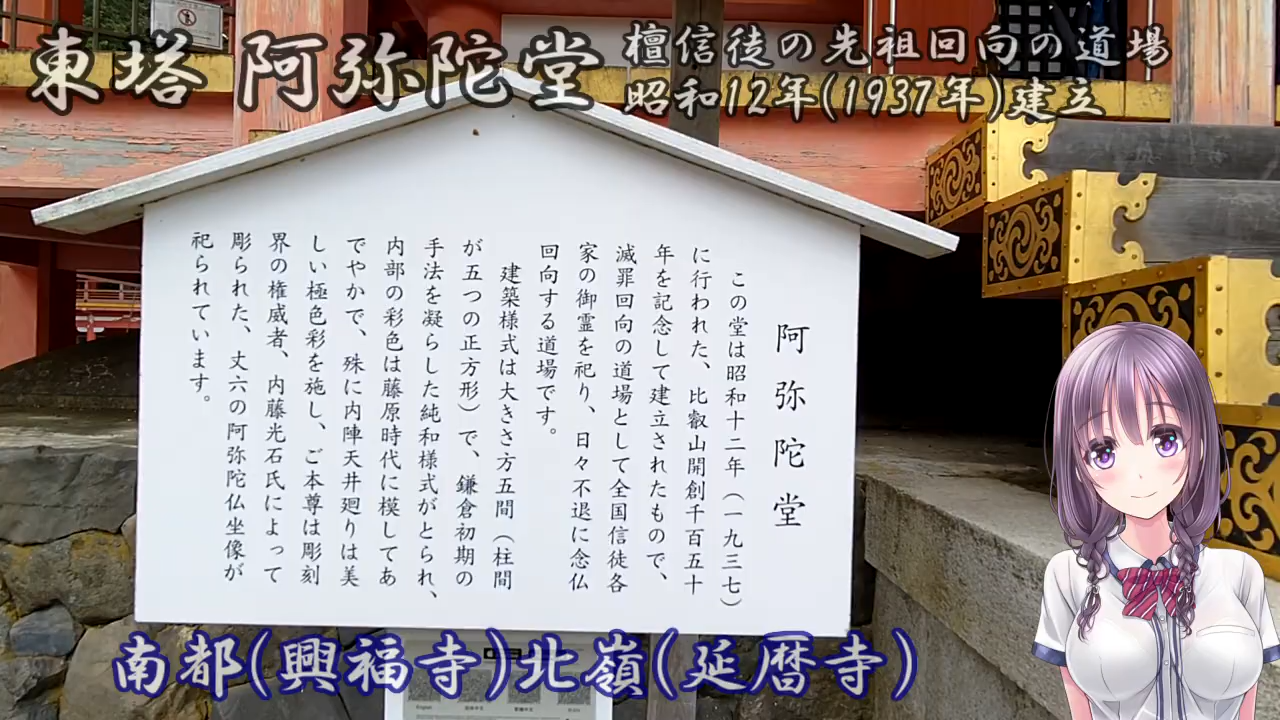 東塔 阿弥陀堂
檀信徒の先祖回向の道場
昭和12年(1937年)建立
阿弥陀堂
この堂は昭和十二年(一九三七)
に行われた、比叡山開創千百五十
年を記念して建立されたもので、
滅罪回向の道場として全国信徒各
家の御霊を祀り、日々不退に念仏
回向する道場です。
建築様式は大きさ方五間(柱間
が五つの正方形)で、鎌倉初期の
手法を凝らした純和様式がとられ、
内部の彩色は藤原時代に模してあ
でやかで、殊に内陣天井廻りは美
しい極色彩を施し、ご本尊は彫刻
界の権威者、内藤光石氏によって
彫られた、丈六の阿弥陀仏坐像が
祀られています。
南都(興福寺)北嶺(延暦寺)
English